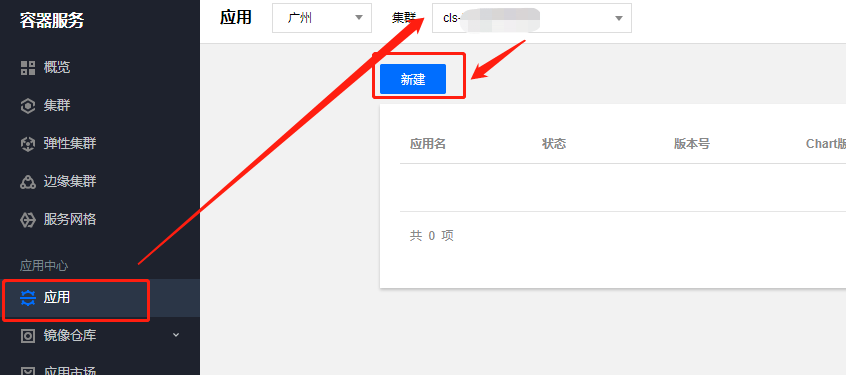 容器服务
概览
集群
弹性集群
边缘集群
服务网格
应用中心
应用
镜像仓库
应用市场
应用 广州 集群 cls-
新建
应用名 状态 版本号 Chart版
共 0 项